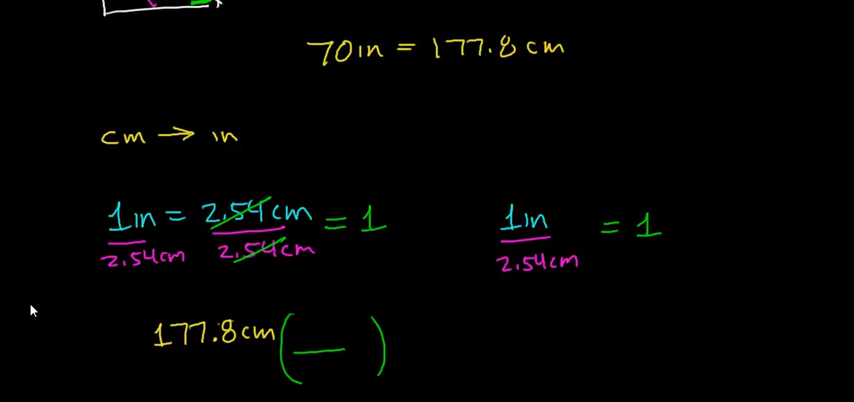 70in = 177.8cm
cm → in
1in = 2.54cm = 1
2.54cm 2.54cm
1in = 1
2.54cm
177.8cm( — )